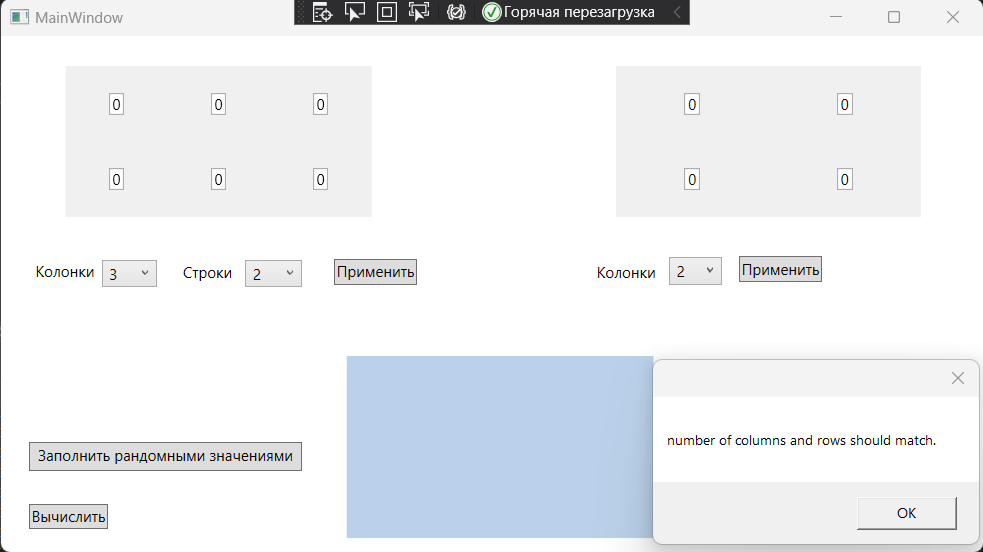 MainWindow
Горячая перезагрузка
0 0 0
0 0
0 0 0
0 0
Колонки 3 Строки 2 Применить
Колонки 2 Применить
number of columns and rows should match.
Заполнить рандомными значениями
Вычислить
OK